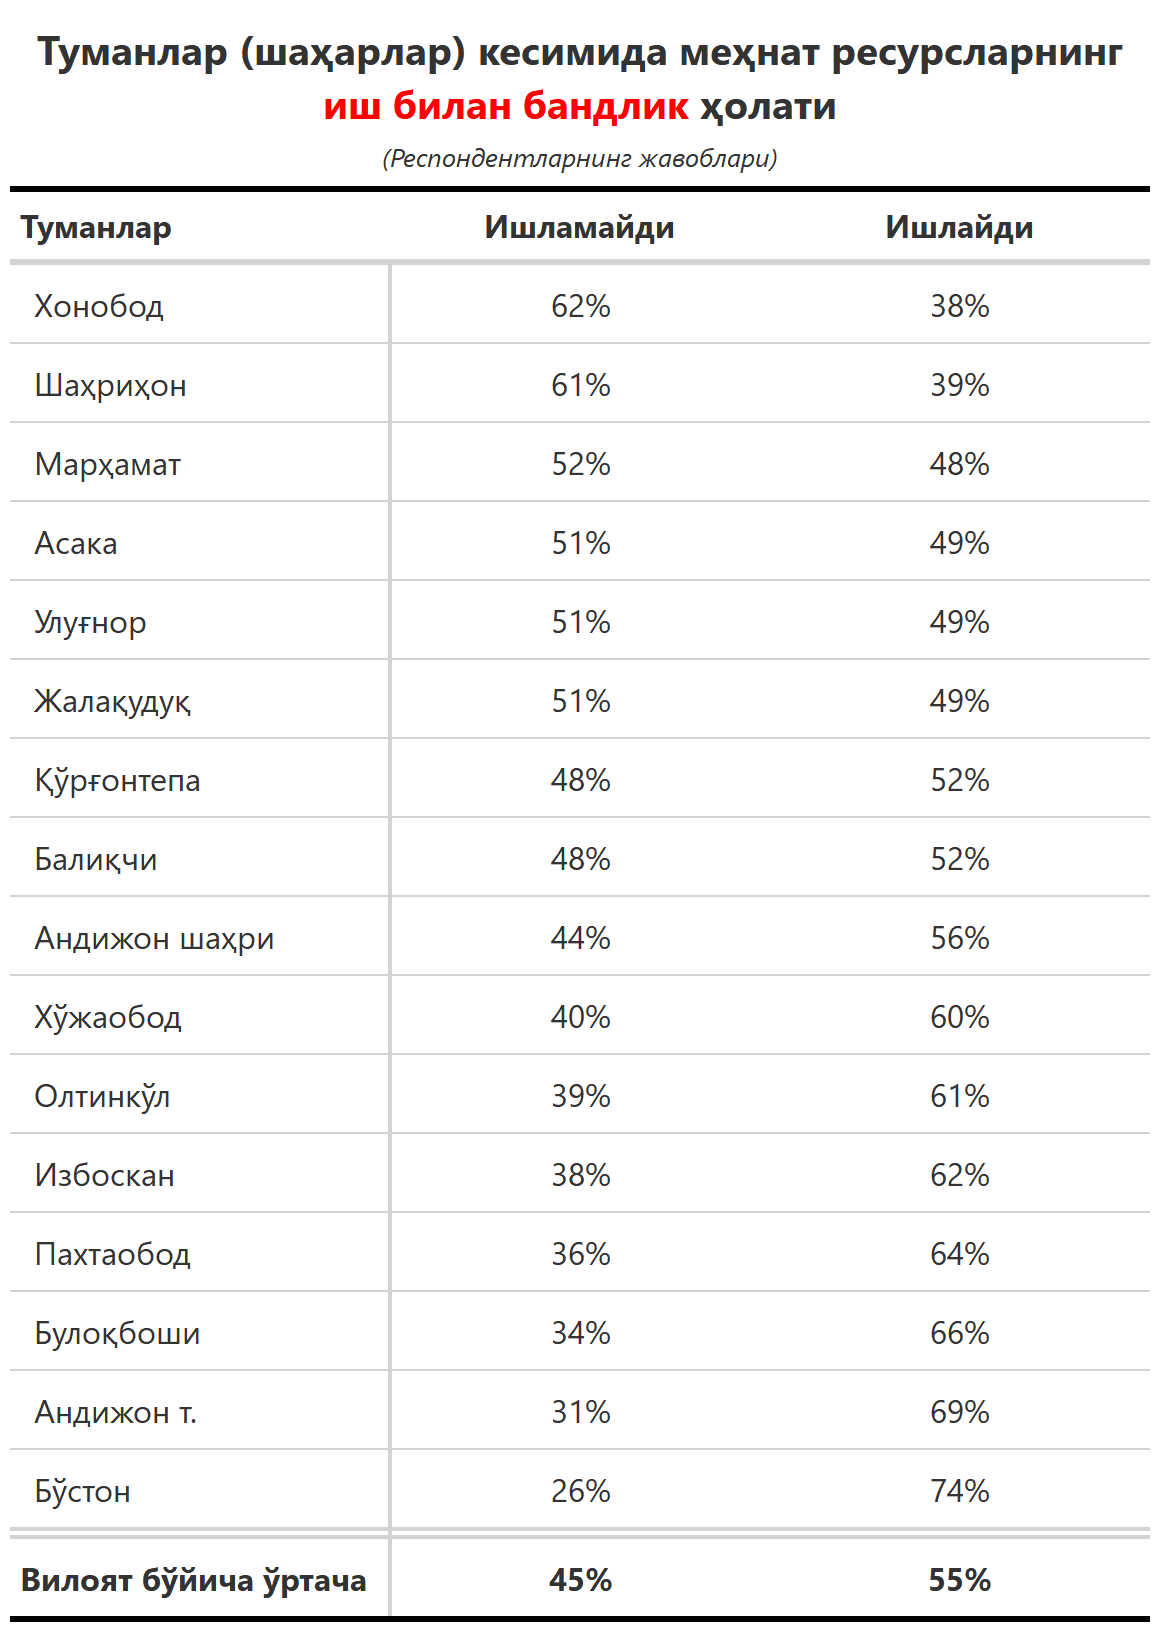 Туманлар (шаҳарлар) кесимида меҳнат ресурсларнинг
иш билан бандлик ҳолати
(Респондентларнинг жавоблари)
Туманлар Ишламайди Ишлайди
Хонобод 62% 38%
Шаҳриҳон 61% 39%
Марҳамат 52% 48%
Асака 51% 49%
Улуғнор 51% 49%
Жалақудуқ 51% 49%
Қўрғонтепа 48% 52%
Балиқчи 48% 52%
Андижон шаҳри 44% 56%
Хўжаобод 40% 60%
Олтинкўл 39% 61%
Избоскан 38% 62%
Пахтаобод 36% 64%
Булоқбоши 34% 66%
Андижон т. 31% 69%
Бўстон 26% 74%
Вилоят бўйича ўртача 45% 55%